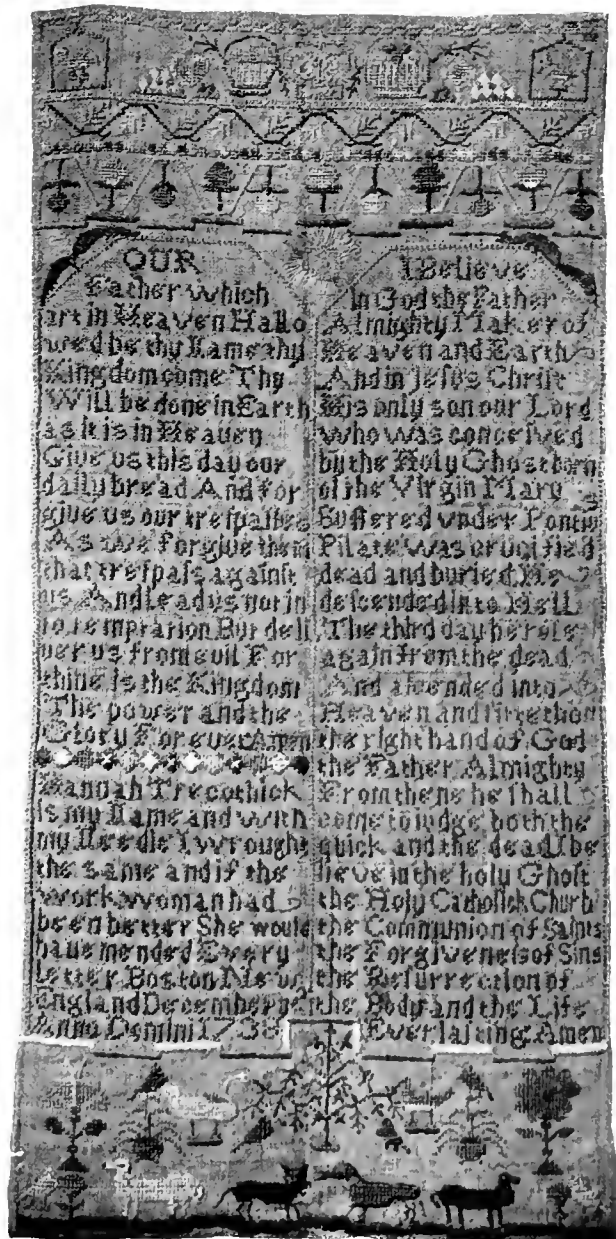 OUR
Father which
art in Heaven Hallo
wed be thy Name thy
Kingdom come Thy
Will be done in Earth
as it is in Heaven
Give us this day our
daily bread And for
give us our treſpaſſes
As we forgive them
that treſpaſs againſt
us And Lead us not in
to temptation But deli
ver us from evil For
thine is the Kingdom
The power and the
Glory For ever Amen
Hannah Trecothick
is my Name and with
my Needle I wrought
the same and if the
work woman had
been better She would
have mended Every
Letter Boston New
England December
Anno Domini 1738
I Believe
In God the Father
Almighty Maker of
Heaven and Earth
And in Jeſus Chriſt
His only son our Lord
who was conceived
by the Holy Ghost born
of the Virgin Mary
Suffered under Pontiu
Pilate was crucified
dead and buried He
deſcended into Hell
The third day he roſe
again from the dead
And aſcended into
Heaven and ſitteth on
the right hand of God
the Father Almighty
From thens he ſhall
come to judge both the
quick and the dead I be
lieve in the holy Ghoſt
the Holy Church
the Communion of Saints
the Forgiveneſs of Sins
the Reſurrection of
the Body and the Life
Everlaſting Amen